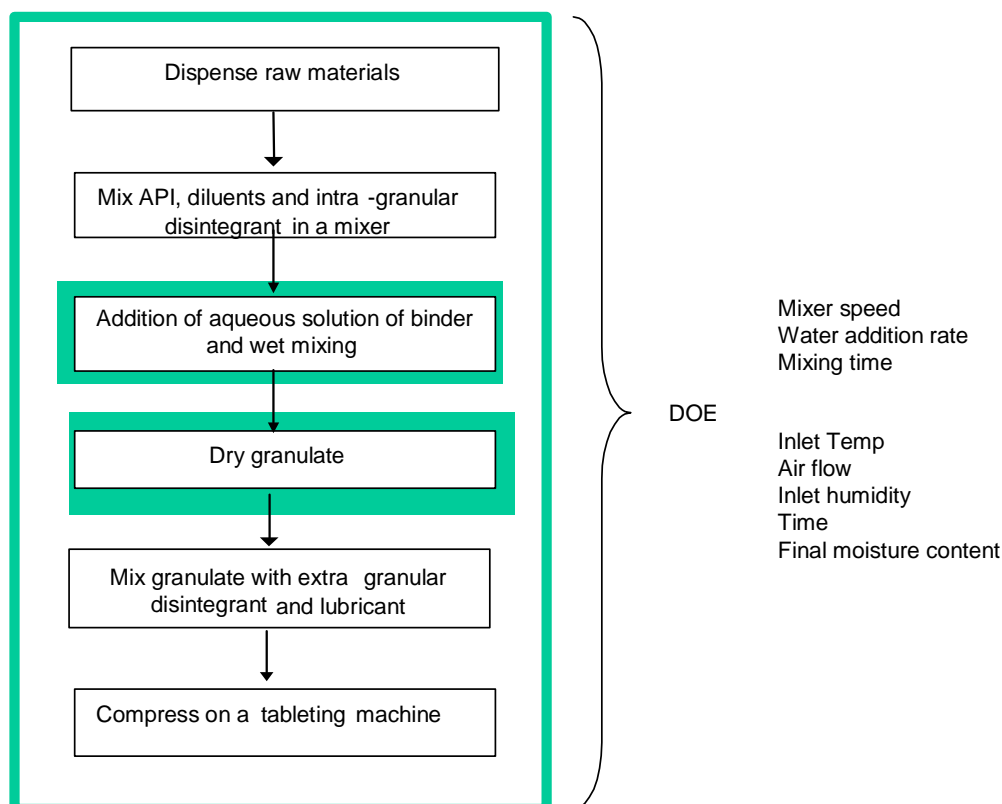 Dispense raw materials
Mix API, diluents and intra -granular
disintegrant in a mixer
Addition of aqueous solution of binder
and wet mixing
Dry granulate
Mix granulate with extra granular
disintegrant and lubricant
Compress on a tableting machine
DOE
Mixer speed
Water addition rate
Mixing time
Inlet Temp
Air flow
Inlet humidity
Time
Final moisture content